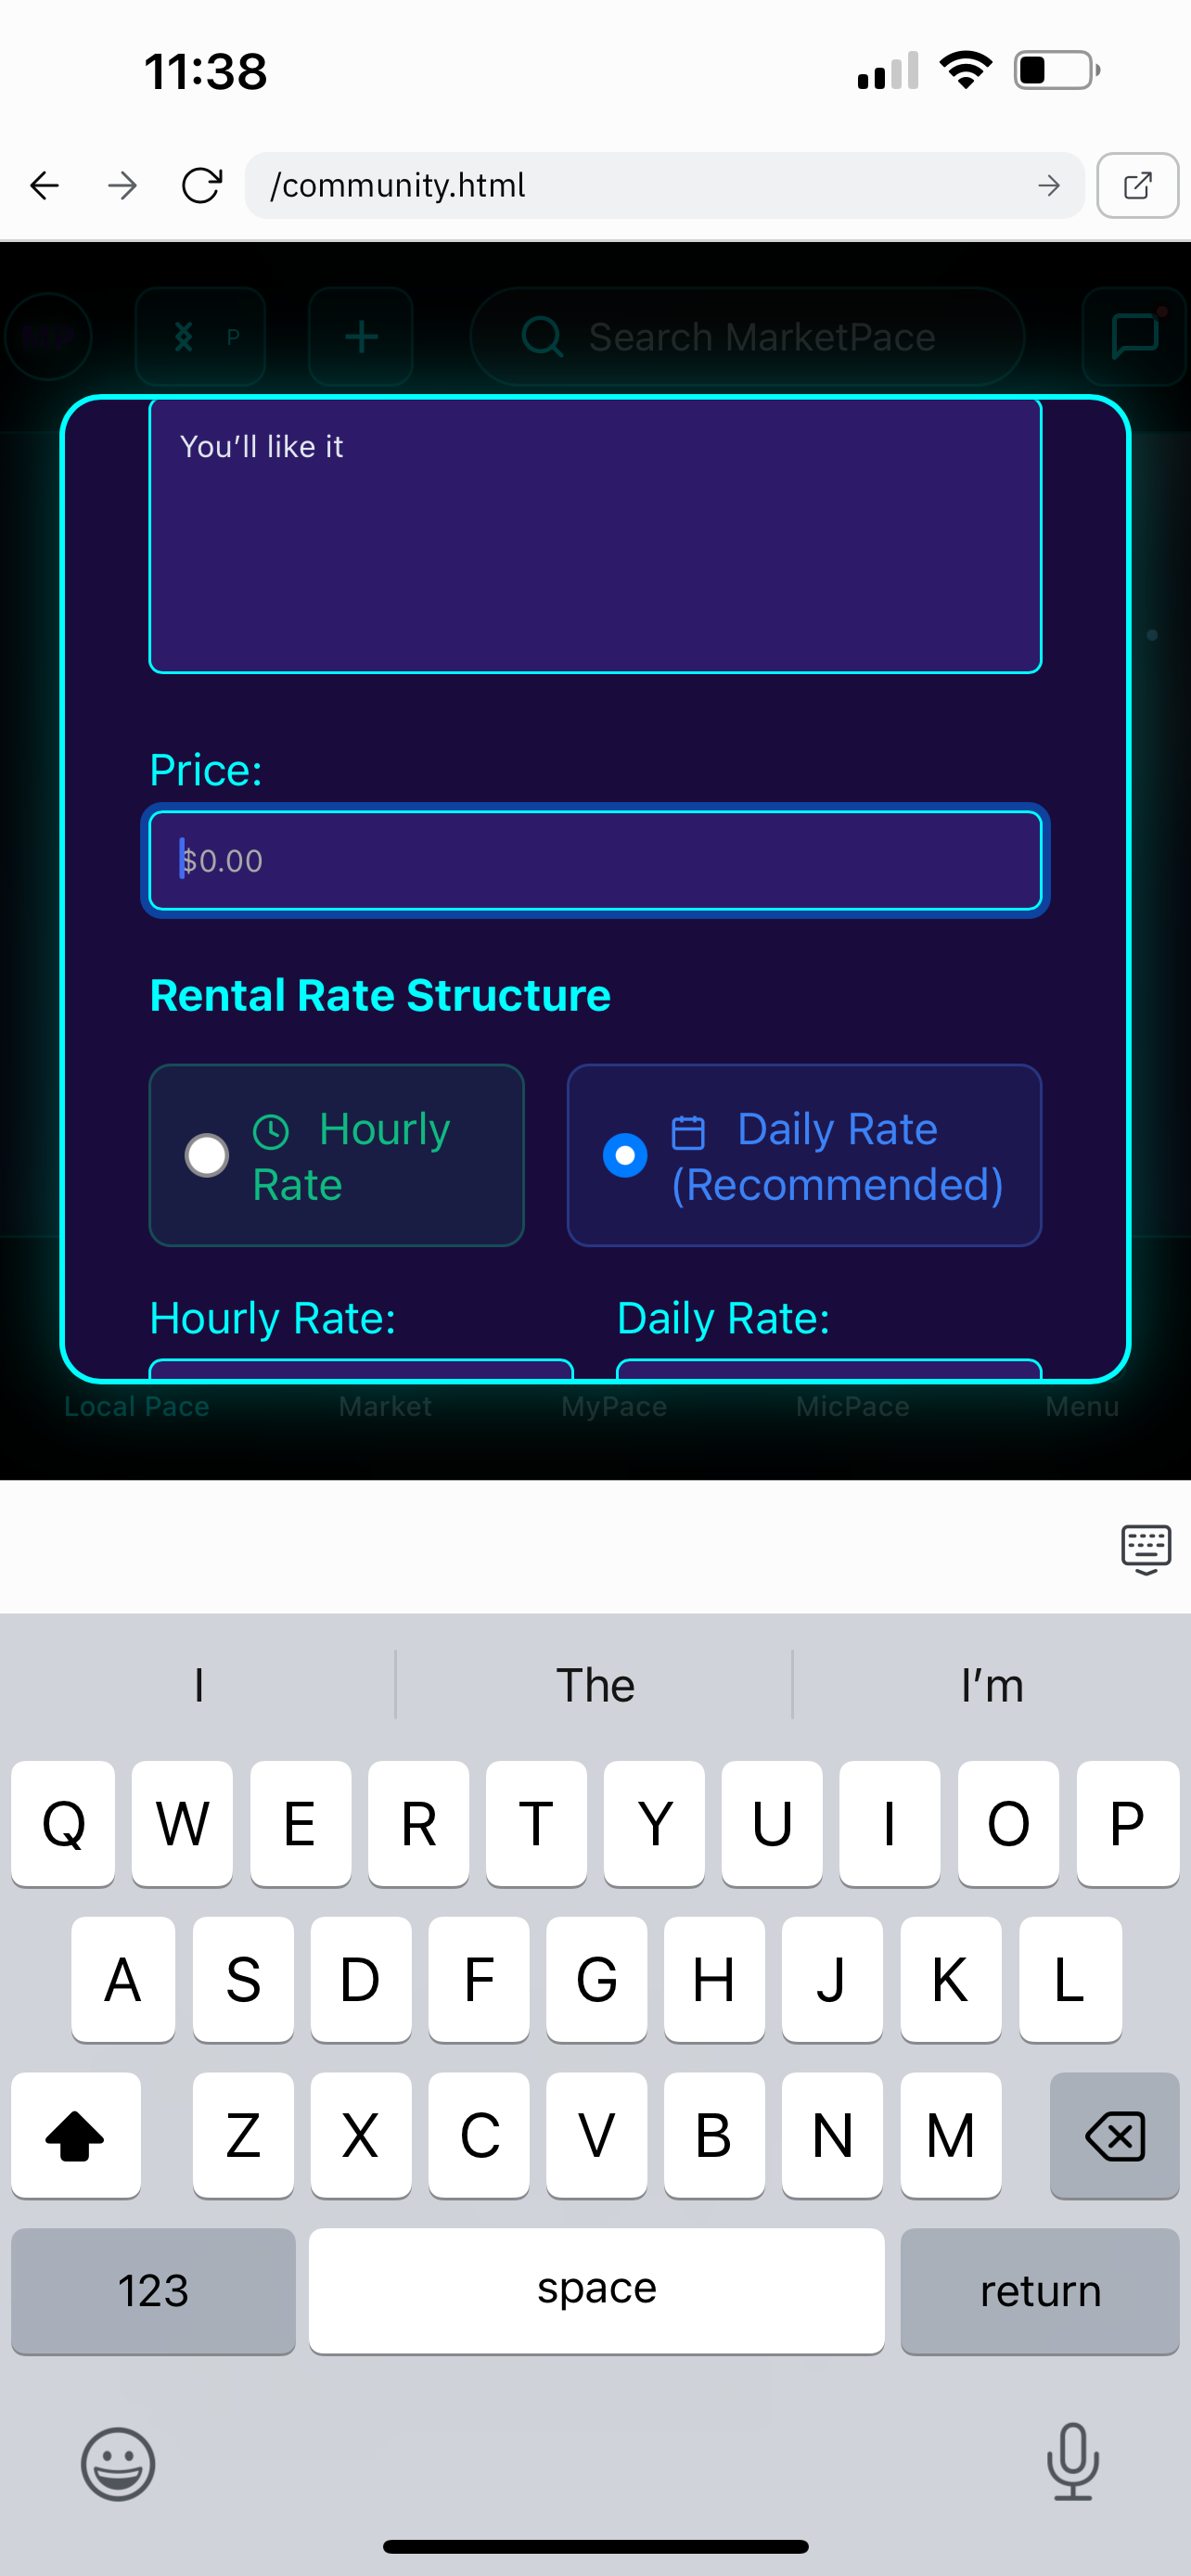 11:38
/community.html
MP
P
Search MarketPace
You’ll like it
Price:
$0.00
Rental Rate Structure
Hourly
Rate
Daily Rate
(Recommended)
Hourly Rate:
Daily Rate:
Local Pace
Market
MyPace
MicPace
Menu
I
The
I’m
Q W E R T Y U I O P
A S D F G H J K L
Z X C V B N M
123
space
return